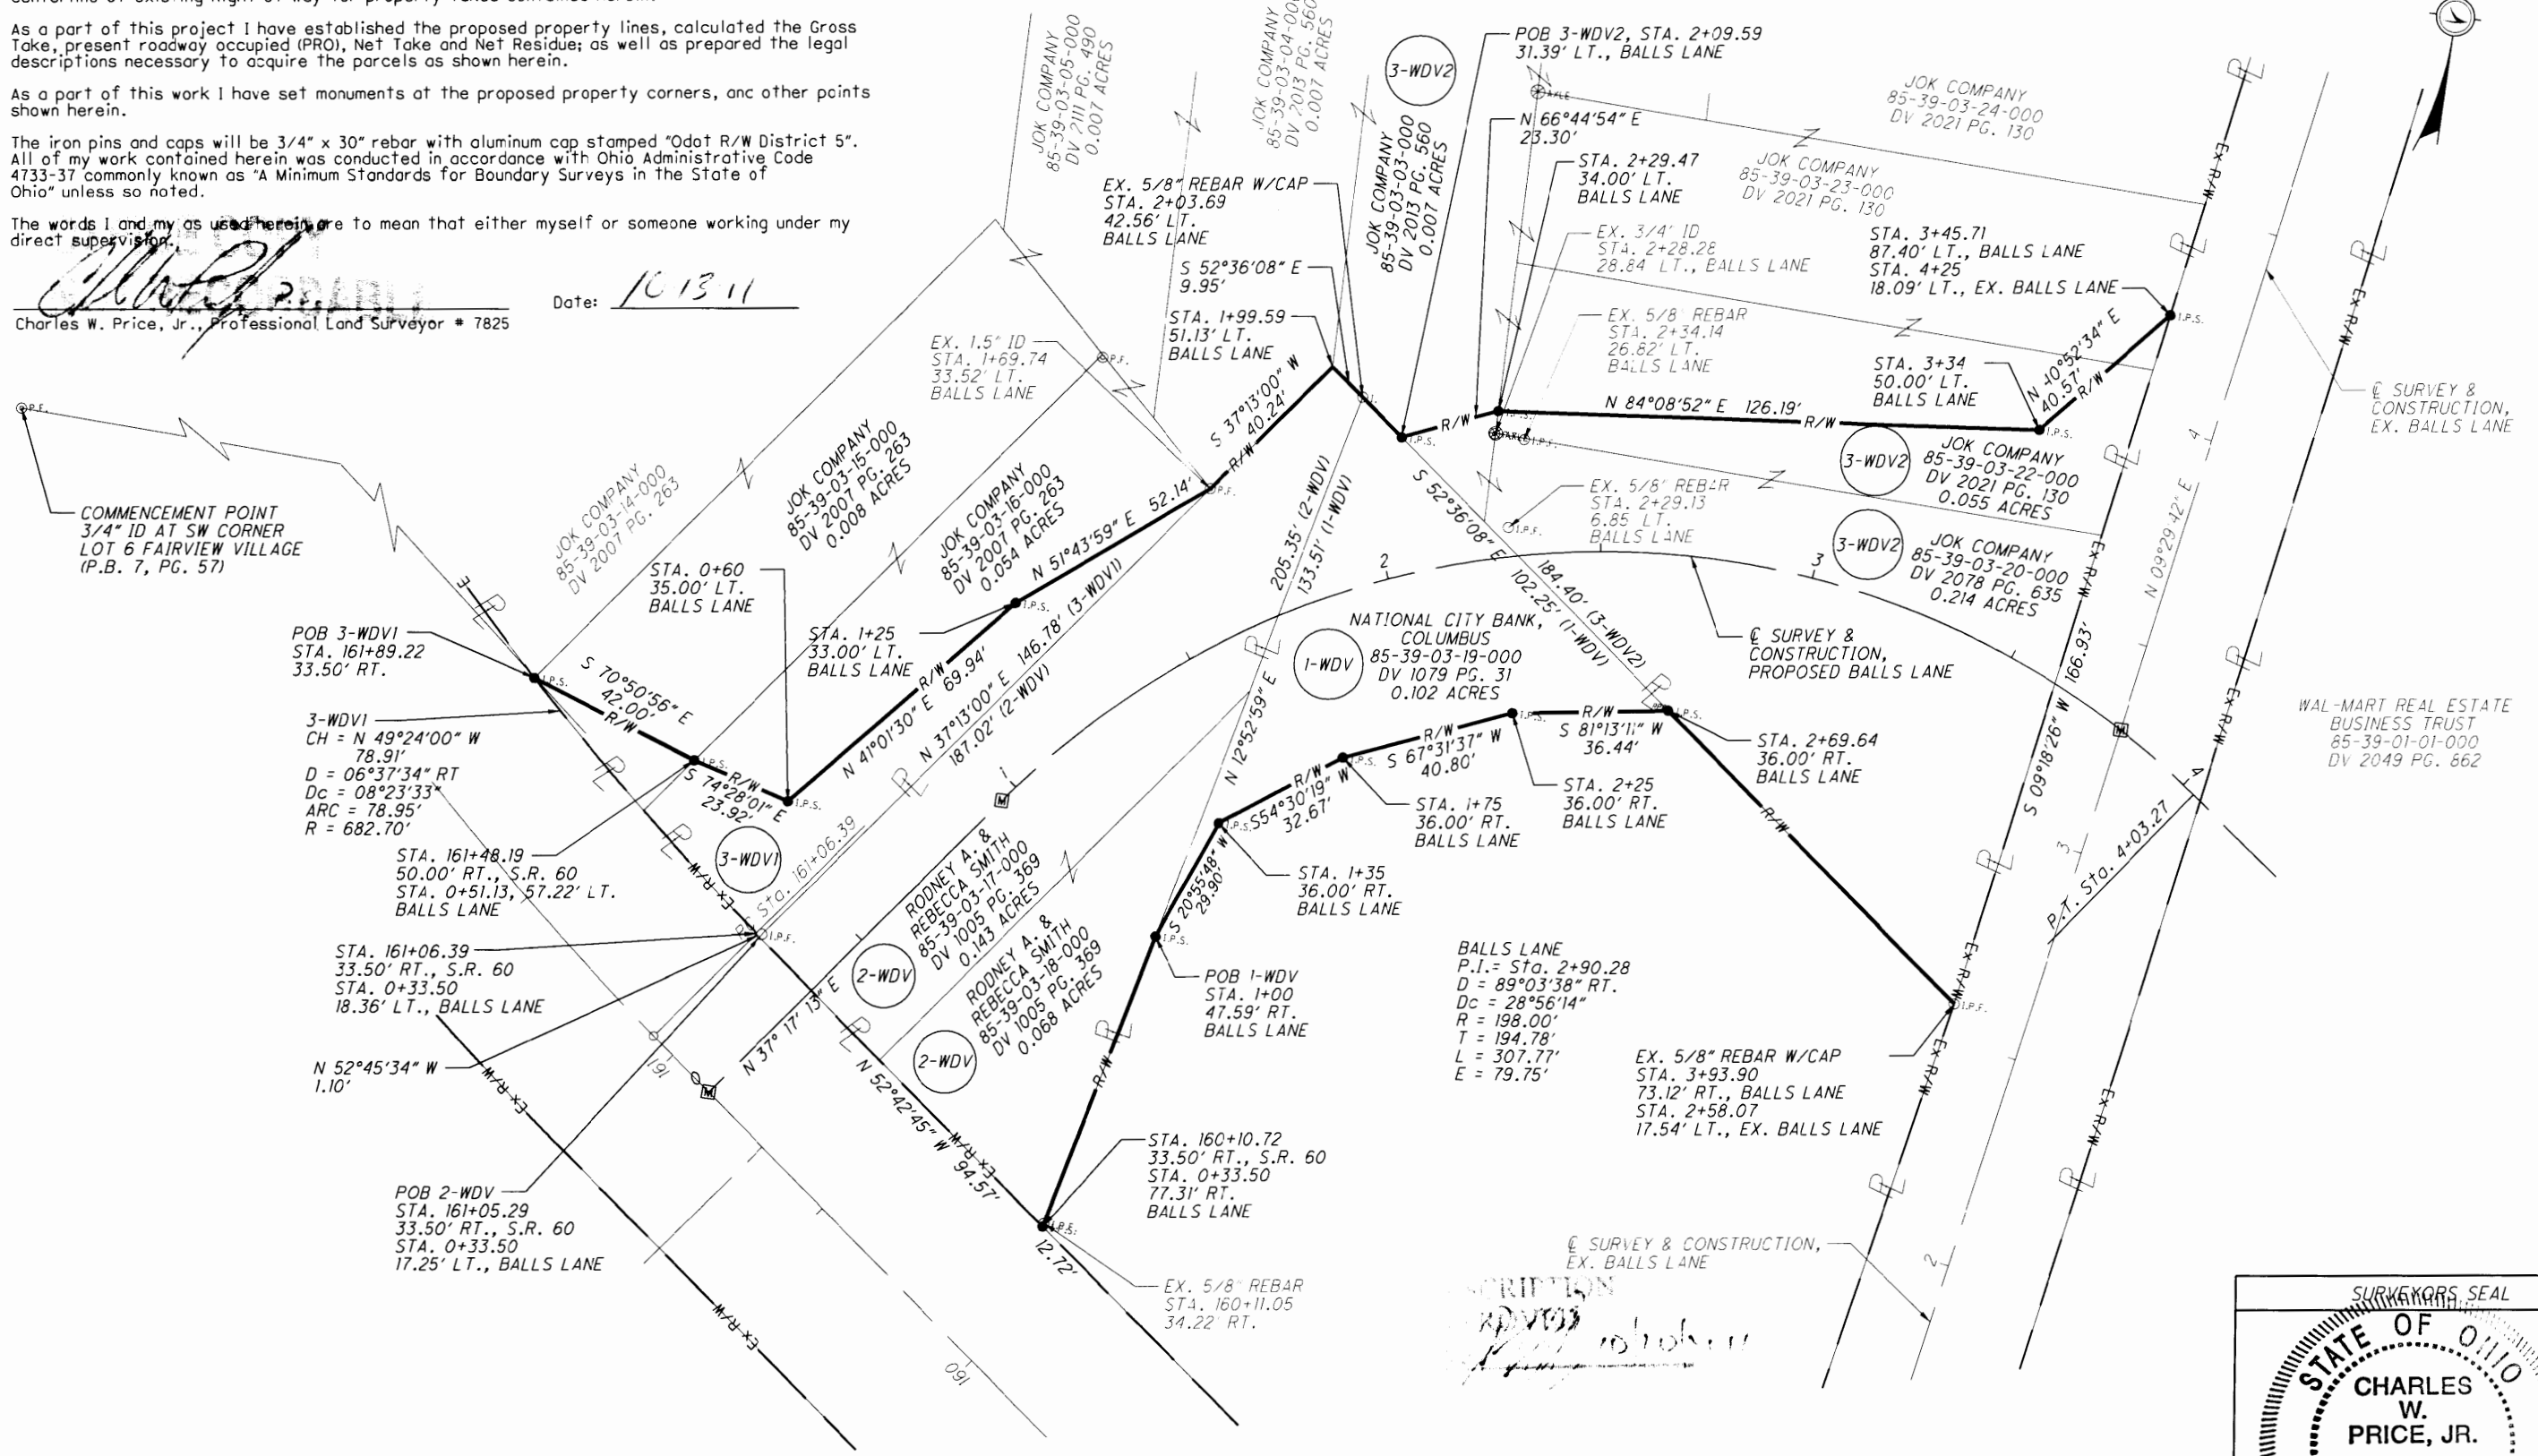 As a part of this project I have established the proposed property lines, calculated the Gross
Take, present roadway occupied (PRO), Net Take and Net Residue; as well as prepared the legal
descriptions necessary to acquire the parcels as shown herein.
As a part of this work I have set monuments at the proposed property corners, and other points
shown herein.
The iron pins and caps will be 3/4" x 30" rebar with aluminum cap stamped "Odot R/W District 5".
All of my work contained herein was conducted in accordance with Ohio Administrative Code
4733-37 commonly known as "A Minimum Standards for Boundary Surveys in the State of
Ohio" unless so noted.
The words I and my as used herein are to mean that either myself or someone working under my
direct supervision.
Date: 10 13 11
Charles W. Price, Jr., Professional Land Surveyor # 7825
JOK COMPANY
85-39-03-05-000
DV 2111 PG. 490
0.007 ACRES
JOK COMPANY
85-39-03-04-000
DV 2013 PG. 560
0.007 ACRES
3-WDV2
JOK COMPANY
85-39-03-03-000
DV 2013 PG. 560
0.007 ACRES
POB 3-WDV2, STA. 2+09.59
31.39' LT., BALLS LANE
N 66°44'54" E
23.30'
STA. 2+29.47
34.00' LT.
BALLS LANE
AXLE
JOK COMPANY
85-39-03-24-000
DV 2021 PG. 130
JOK COMPANY
85-39-03-23-000
DV 2021 PG. 130
EX. 5/8" REBAR W/CAP
STA. 2+03.69
42.56' LT.
BALLS LANE
S 52°36'08" E
9.95'
STA. 1+99.59
51.13' LT.
BALLS LANE
EX. 3/4" ID
STA. 2+28.28
28.84' LT., BALLS LANE
EX. 5/8" REBAR
STA. 2+34.14
26.82' LT.
BALLS LANE
STA. 3+45.71
87.40' LT., BALLS LANE
STA. 4+25
18.09' LT., EX. BALLS LANE
STA. 3+34
50.00' LT.
BALLS LANE
N 40°52'34" E
40.57'
R/W
I.P.S.
N 84°08'52" E 126.19'
R/W
EX. 1.5" ID
STA. 1+69.74
33.52' LT.
BALLS LANE
I.P.F.
S 37°13'00" W
40.24'
R/W
℄ SURVEY &
CONSTRUCTION,
EX. BALLS LANE
COMMENCEMENT POINT
3/4" ID AT SW CORNER
LOT 6 FAIRVIEW VILLAGE
(P.B. 7, PG. 57)
JOK COMPANY
85-39-03-14-000
DV 2007 PG. 263
JOK COMPANY
85-39-03-15-000
DV 2007 PG. 263
0.008 ACRES
JOK COMPANY
85-39-03-16-000
DV 2007 PG. 263
0.054 ACRES
N 51°43'59" E 52.14'
3-WDV2
JOK COMPANY
85-39-03-22-000
DV 2021 PG. 130
0.055 ACRES
3-WDV2
JOK COMPANY
85-39-03-20-000
DV 2078 PG. 635
0.214 ACRES
EX. 5/8" REBAR
STA. 2+29.13
6.85' LT.
BALLS LANE
S 52°36'08" E
184.40' (3-WDV2)
102.25' (1-WDV)
205.35' (2-WDV)
133.51' (1-WDV)
N 12°52'59" E
N 09°29'42" E
STA. 0+60
35.00' LT.
BALLS LANE
STA. 1+25
33.00' LT.
BALLS LANE
POB 3-WDV1
STA. 161+89.22
33.50' RT.
S 70°50'56" E
42.00'
R/W
S 74°28'01" E
23.92'
R/W
N 41°01'30" E 69.94'
R/W
N 37°13'00" E 146.78' (3-WDV1)
187.02' (2-WDV)
1-WDV
NATIONAL CITY BANK,
COLUMBUS
85-39-03-19-000
DV 1079 PG. 31
0.102 ACRES
℄ SURVEY &
CONSTRUCTION,
PROPOSED BALLS LANE
S 09°18'26" W 166.93'
WAL-MART REAL ESTATE
BUSINESS TRUST
85-39-01-01-000
DV 2049 PG. 862
3-WDV1
CH = N 49°24'00" W
78.91'
D = 06°37'34" RT
Dc = 08°23'33"
ARC = 78.95'
R = 682.70'
STA. 161+48.19
50.00' RT., S.R. 60
STA. 0+51.13, 57.22' LT.
BALLS LANE
3-WDV1
Sta. 161+06.39
S 81°13'11" W
36.44'
R/W
S 67°31'37" W
40.80'
R/W
S54°30'19" W
32.67'
R/W
S 20°55'48" W
29.90'
STA. 2+69.64
36.00' RT.
BALLS LANE
STA. 2+25
36.00' RT.
BALLS LANE
STA. 1+75
36.00' RT.
BALLS LANE
STA. 1+35
36.00' RT.
BALLS LANE
P.T. Sta. 4+03.27
STA. 161+06.39
33.50' RT., S.R. 60
STA. 0+33.50
18.36' LT., BALLS LANE
N 52°45'34" W
1.10'
2-WDV
RODNEY A. &
REBECCA SMITH
85-39-03-17-000
DV 1005 PG. 369
0.143 ACRES
2-WDV
RODNEY A. &
REBECCA SMITH
85-39-03-18-000
DV 1005 PG. 369
0.068 ACRES
N 37° 17' 13" E
POB 1-WDV
STA. 1+00
47.59' RT.
BALLS LANE
BALLS LANE
P.I.= Sta. 2+90.28
D = 89°03'38" RT.
Dc = 28°56'14"
R = 198.00'
T = 194.78'
L = 307.77'
E = 79.75'
EX. 5/8" REBAR W/CAP
STA. 3+93.90
73.12' RT., BALLS LANE
STA. 2+58.07
17.54' LT., EX. BALLS LANE
POB 2-WDV
STA. 161+05.29
33.50' RT., S.R. 60
STA. 0+33.50
17.25' LT., BALLS LANE
N 52°42'45" W 94.57'
Ex R/W
12.72'
STA. 160+10.72
33.50' RT., S.R. 60
STA. 0+33.50
77.31' RT.
BALLS LANE
EX. 5/8" REBAR
STA. 160+11.05
34.22' RT.
161
160
℄ SURVEY & CONSTRUCTION,
EX. BALLS LANE
SURVEYORS SEAL
STATE OF OHIO
CHARLES
W.
PRICE, JR.